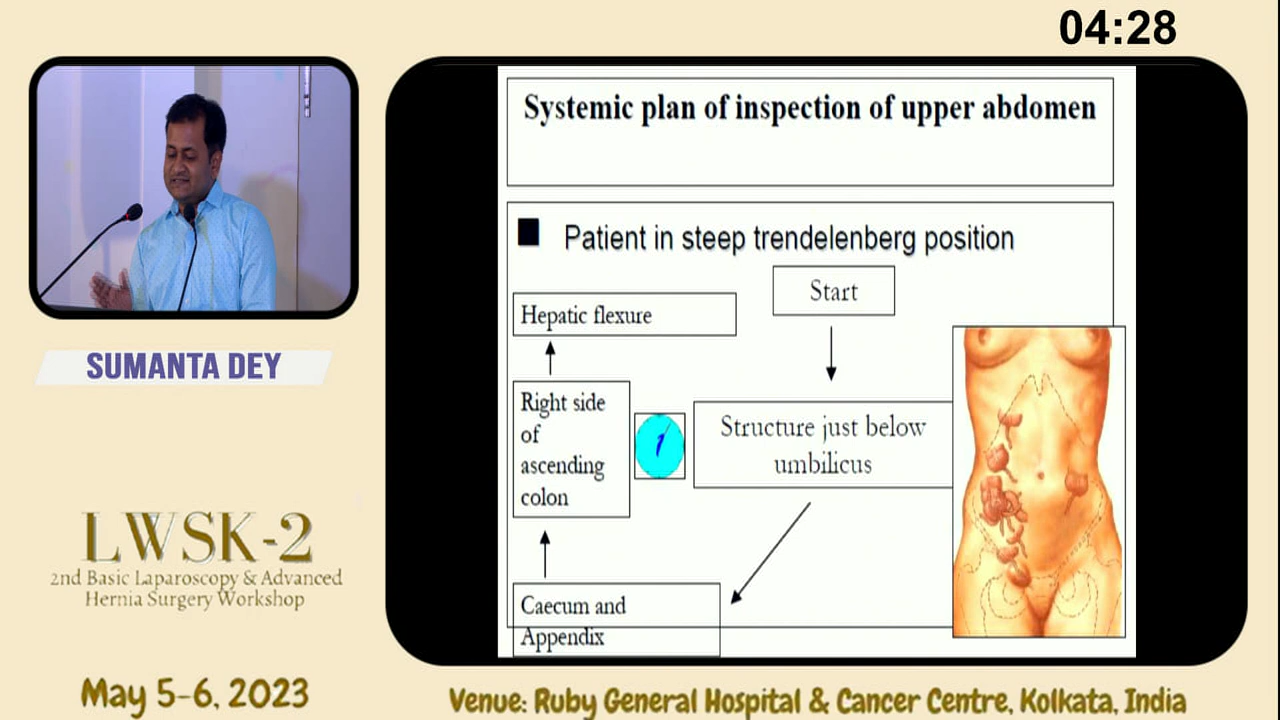 04:28
Systemic plan of inspection of upper abdomen
Patient in steep trendelenberg position
Start
Hepatic flexure
Right side
of
ascending
colon
1
Structure just below
umbilicus
Caecum and
Appendix
SUMANTA DEY
LWSK-2
2nd Basic Laparoscopy & Advanced
Hernia Surgery Workshop
May 5-6, 2023
Venue: Ruby General Hospital & Cancer Centre, Kolkata, India